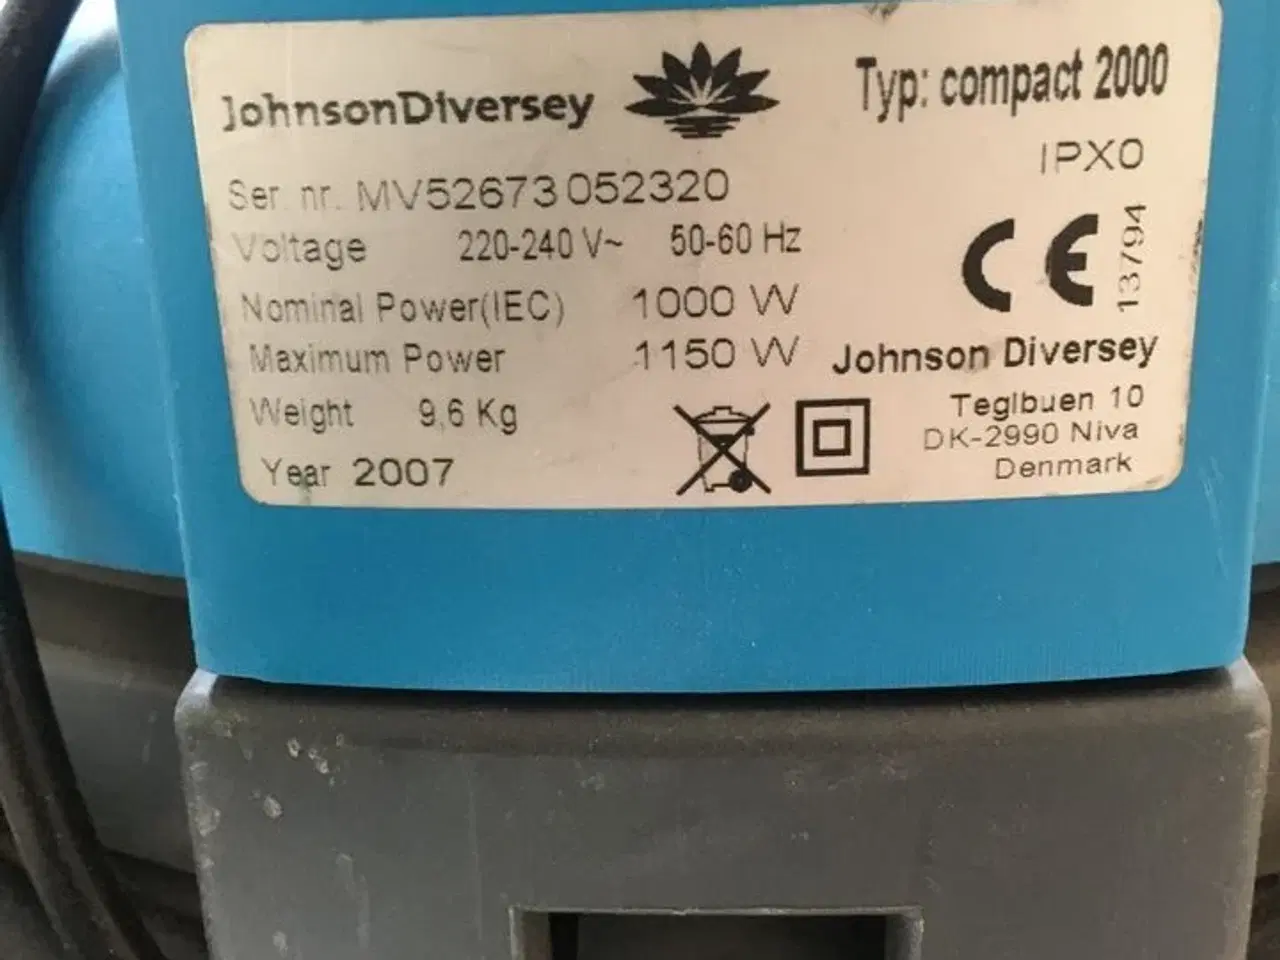 JohnsonDiversey
Typ: compact 2000
IPX0
Ser. nr. MV52673 052320
Voltage 220-240 V~ 50-60 Hz
Nominal Power(IEC) 1000 W
Maximum Power 1150 W
Weight 9,6 Kg
Year 2007
CE
13794
Johnson Diversey
Teglbuen 10
DK-2990 Niva
Denmark